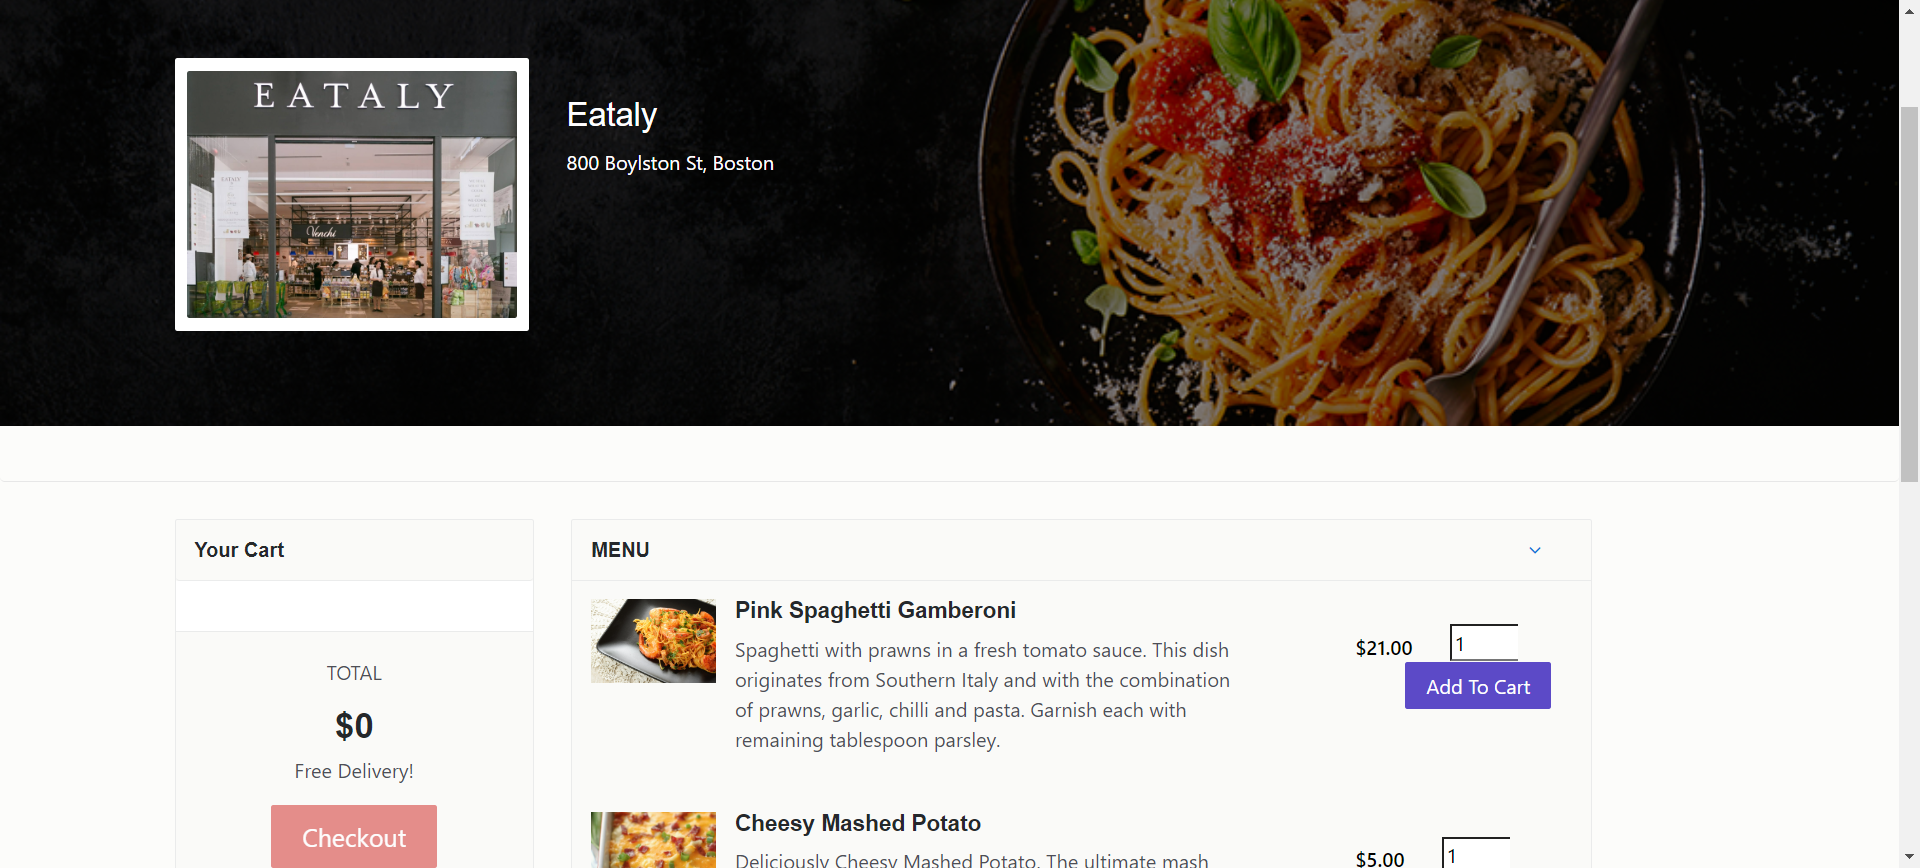 EATALY
Venchi
Eataly
800 Boylston St, Boston
Your Cart
TOTAL
$0
Free Delivery!
Checkout
MENU
Pink Spaghetti Gamberoni
Spaghetti with prawns in a fresh tomato sauce. This dish
originates from Southern Italy and with the combination
of prawns, garlic, chilli and pasta. Garnish each with
remaining tablespoon parsley.
$21.00
1
Add To Cart
Cheesy Mashed Potato
Deliciously Cheesy Mashed Potato. The ultimate mash
$5.00
1